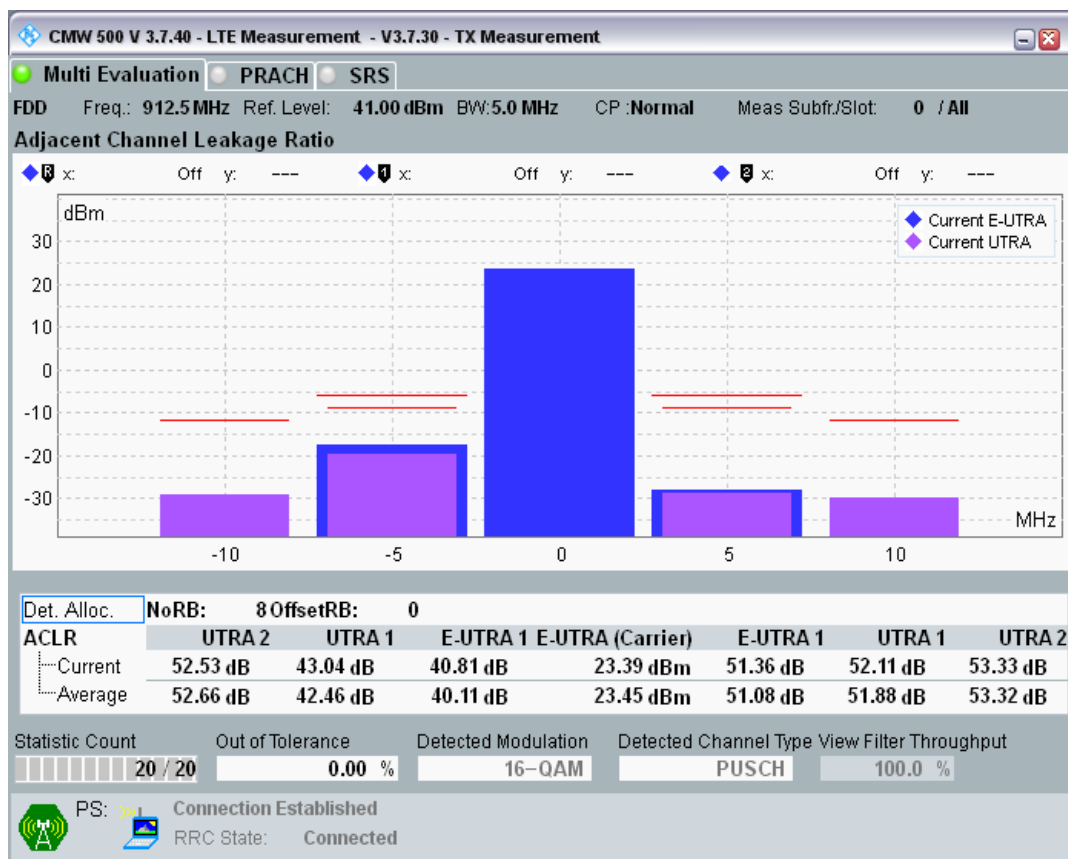 CMW 500 V 3.7.40 - LTE Measurement - V3.7.30 - TX Measurement
Multi Evaluation PRACH SRS
FDD Freq.: 912.5 MHz Ref. Level: 41.00 dBm BW:5.0 MHz CP :Normal Meas Subfr./Slot: 0 / All
Adjacent Channel Leakage Ratio
R x: Off y: --- 1 x: Off y: --- 2 x: Off y: ---
dBm
Current E-UTRA
Current UTRA
30
20
10
0
-10
-20
-30
MHz
-10 -5 0 5 10
Det. Alloc. NoRB: 8 OffsetRB: 0
ACLR UTRA 2 UTRA 1 E-UTRA 1 E-UTRA (Carrier) E-UTRA 1 UTRA 1 UTRA 2
Current 52.53 dB 43.04 dB 40.81 dB 23.39 dBm 51.36 dB 52.11 dB 53.33 dB
Average 52.66 dB 42.46 dB 40.11 dB 23.45 dBm 51.08 dB 51.88 dB 53.32 dB
Statistic Count Out of Tolerance Detected Modulation Detected Channel Type View Filter Throughput
20 / 20 0.00 % 16-QAM PUSCH 100.0 %
PS: Connection Established
RRC State: Connected